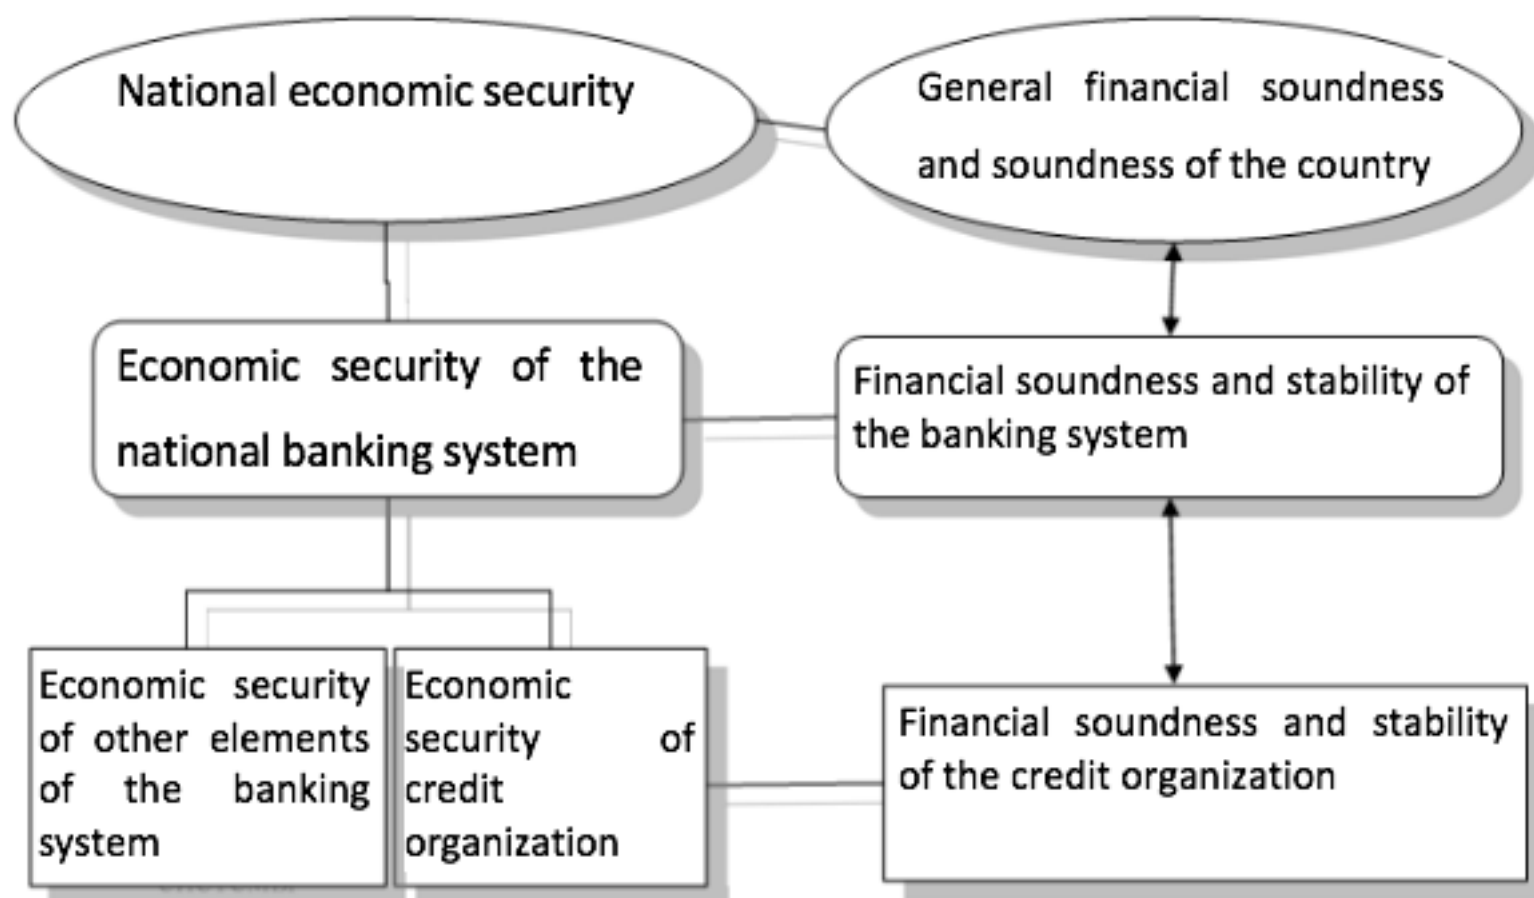 National economic security
General financial soundness
and soundness of the country
Economic security of the
national banking system
Financial soundness and stability of
the banking system
Economic security
of other elements
of the banking
system
Economic
security of
credit
organization
Financial soundness and stability
of the credit organization